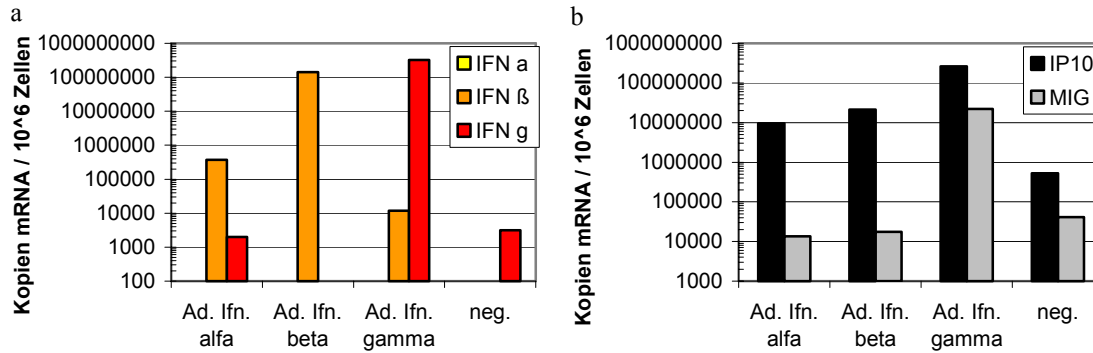 a
Kopien mRNA / 10^6 Zellen
1000000000
100000000
10000000
1000000
100000
10000
1000
100
IFN a
IFN ß
IFN g
Ad. Ifn. alfa
Ad. Ifn. beta
Ad. Ifn. gamma
neg.
b
Kopien mRNA / 10^6 Zellen
1000000000
100000000
10000000
1000000
100000
10000
1000
IP10
MIG
Ad. Ifn. alfa
Ad. Ifn. beta
Ad. Ifn. gamma
neg.